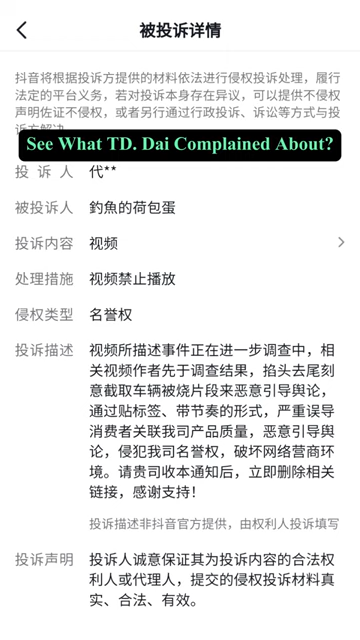 被投诉详情
抖音将根据投诉方提供的材料依法进行侵权投诉处理，履行
法定的平台义务，若对投诉本身存在异议，可以提供不侵权
声明佐证不侵权，或者另行通过行政投诉、诉讼等方式与投
诉方解决
See What TD. Dai Complained About?
投诉人 代**
被投诉人 釣魚的荷包蛋
投诉内容 视频
处理措施 视频禁止播放
侵权类型 名誉权
投诉描述 视频所描述事件正在进一步调查中，相
关视频作者先于调查结果，掐头去尾刻
意截取车辆被烧片段来恶意引导舆论，
通过贴标签、带节奏的形式，严重误导
消费者关联我司产品质量，恶意引导舆
论，侵犯我司名誉权，破坏网络营商环
境。请贵司收本通知后，立即删除相关
链接，感谢支持！
投诉描述非抖音官方提供，由权利人投诉填写
投诉声明 投诉人诚意保证其为投诉内容的合法权
利人或代理人，提交的侵权投诉材料真
实、合法、有效。